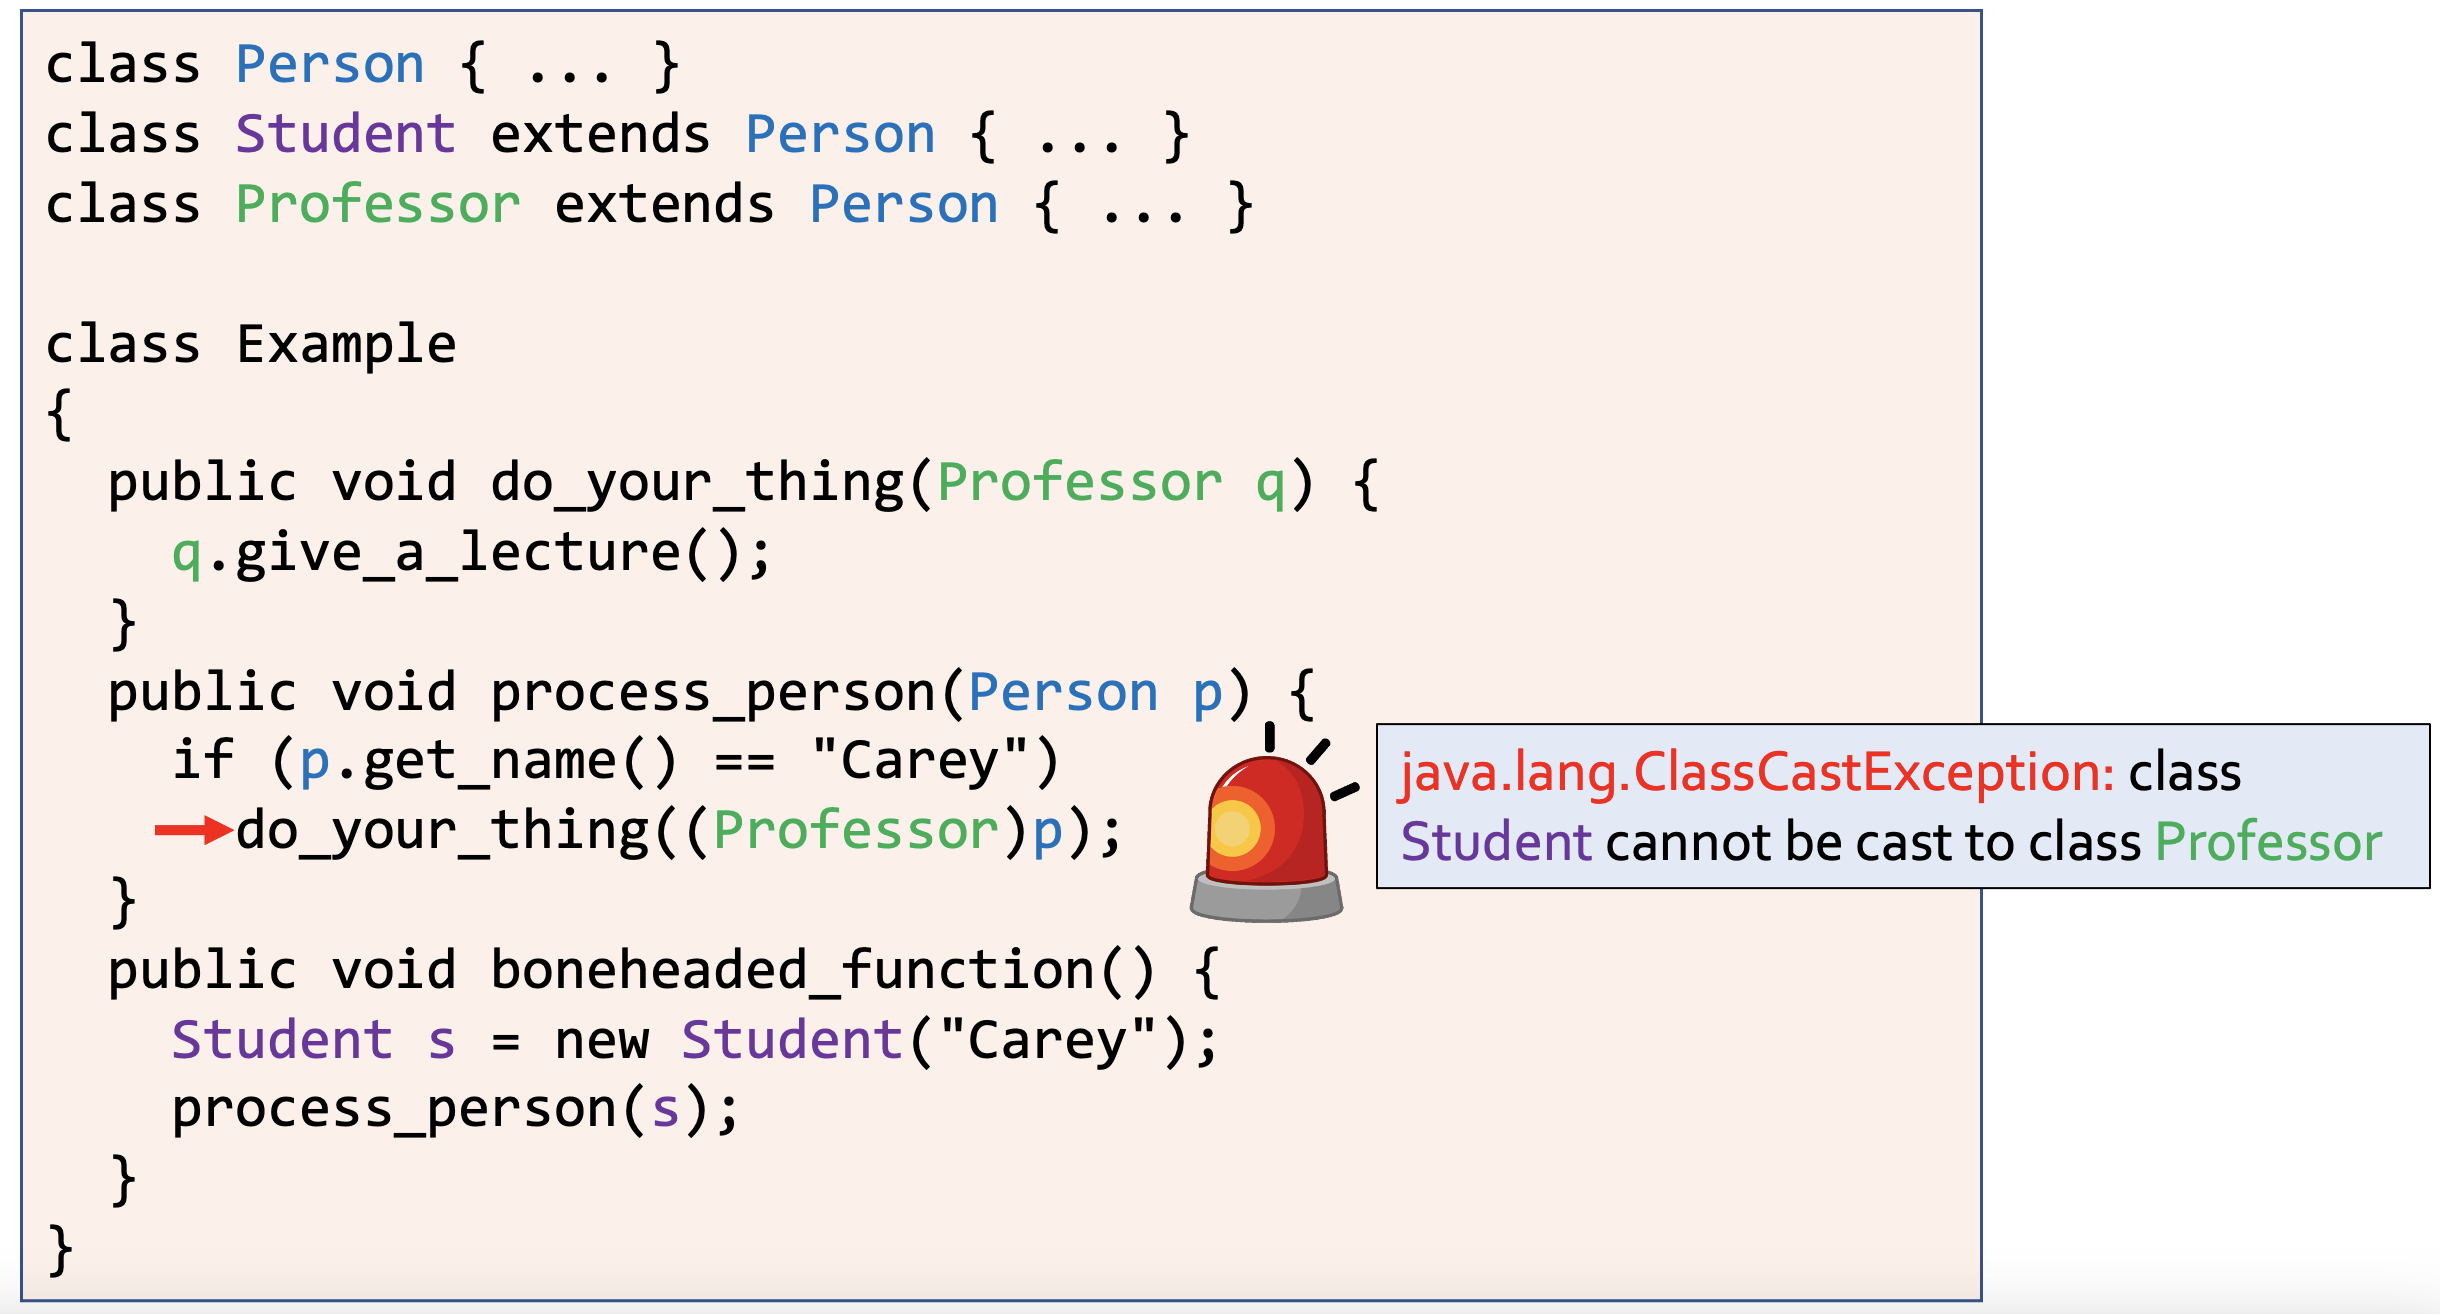 class Person { ... }
class Student extends Person { ... }
class Professor extends Person { ... }
class Example
{
  public void do_your_thing(Professor q) {
    q.give_a_lecture();
  }
  public void process_person(Person p) {
    if (p.get_name() == "Carey")
      do_your_thing((Professor)p);
  }
  public void boneheaded_function() {
    Student s = new Student("Carey");
    process_person(s);
  }
}
java.lang.ClassCastException: class
Student cannot be cast to class Professor